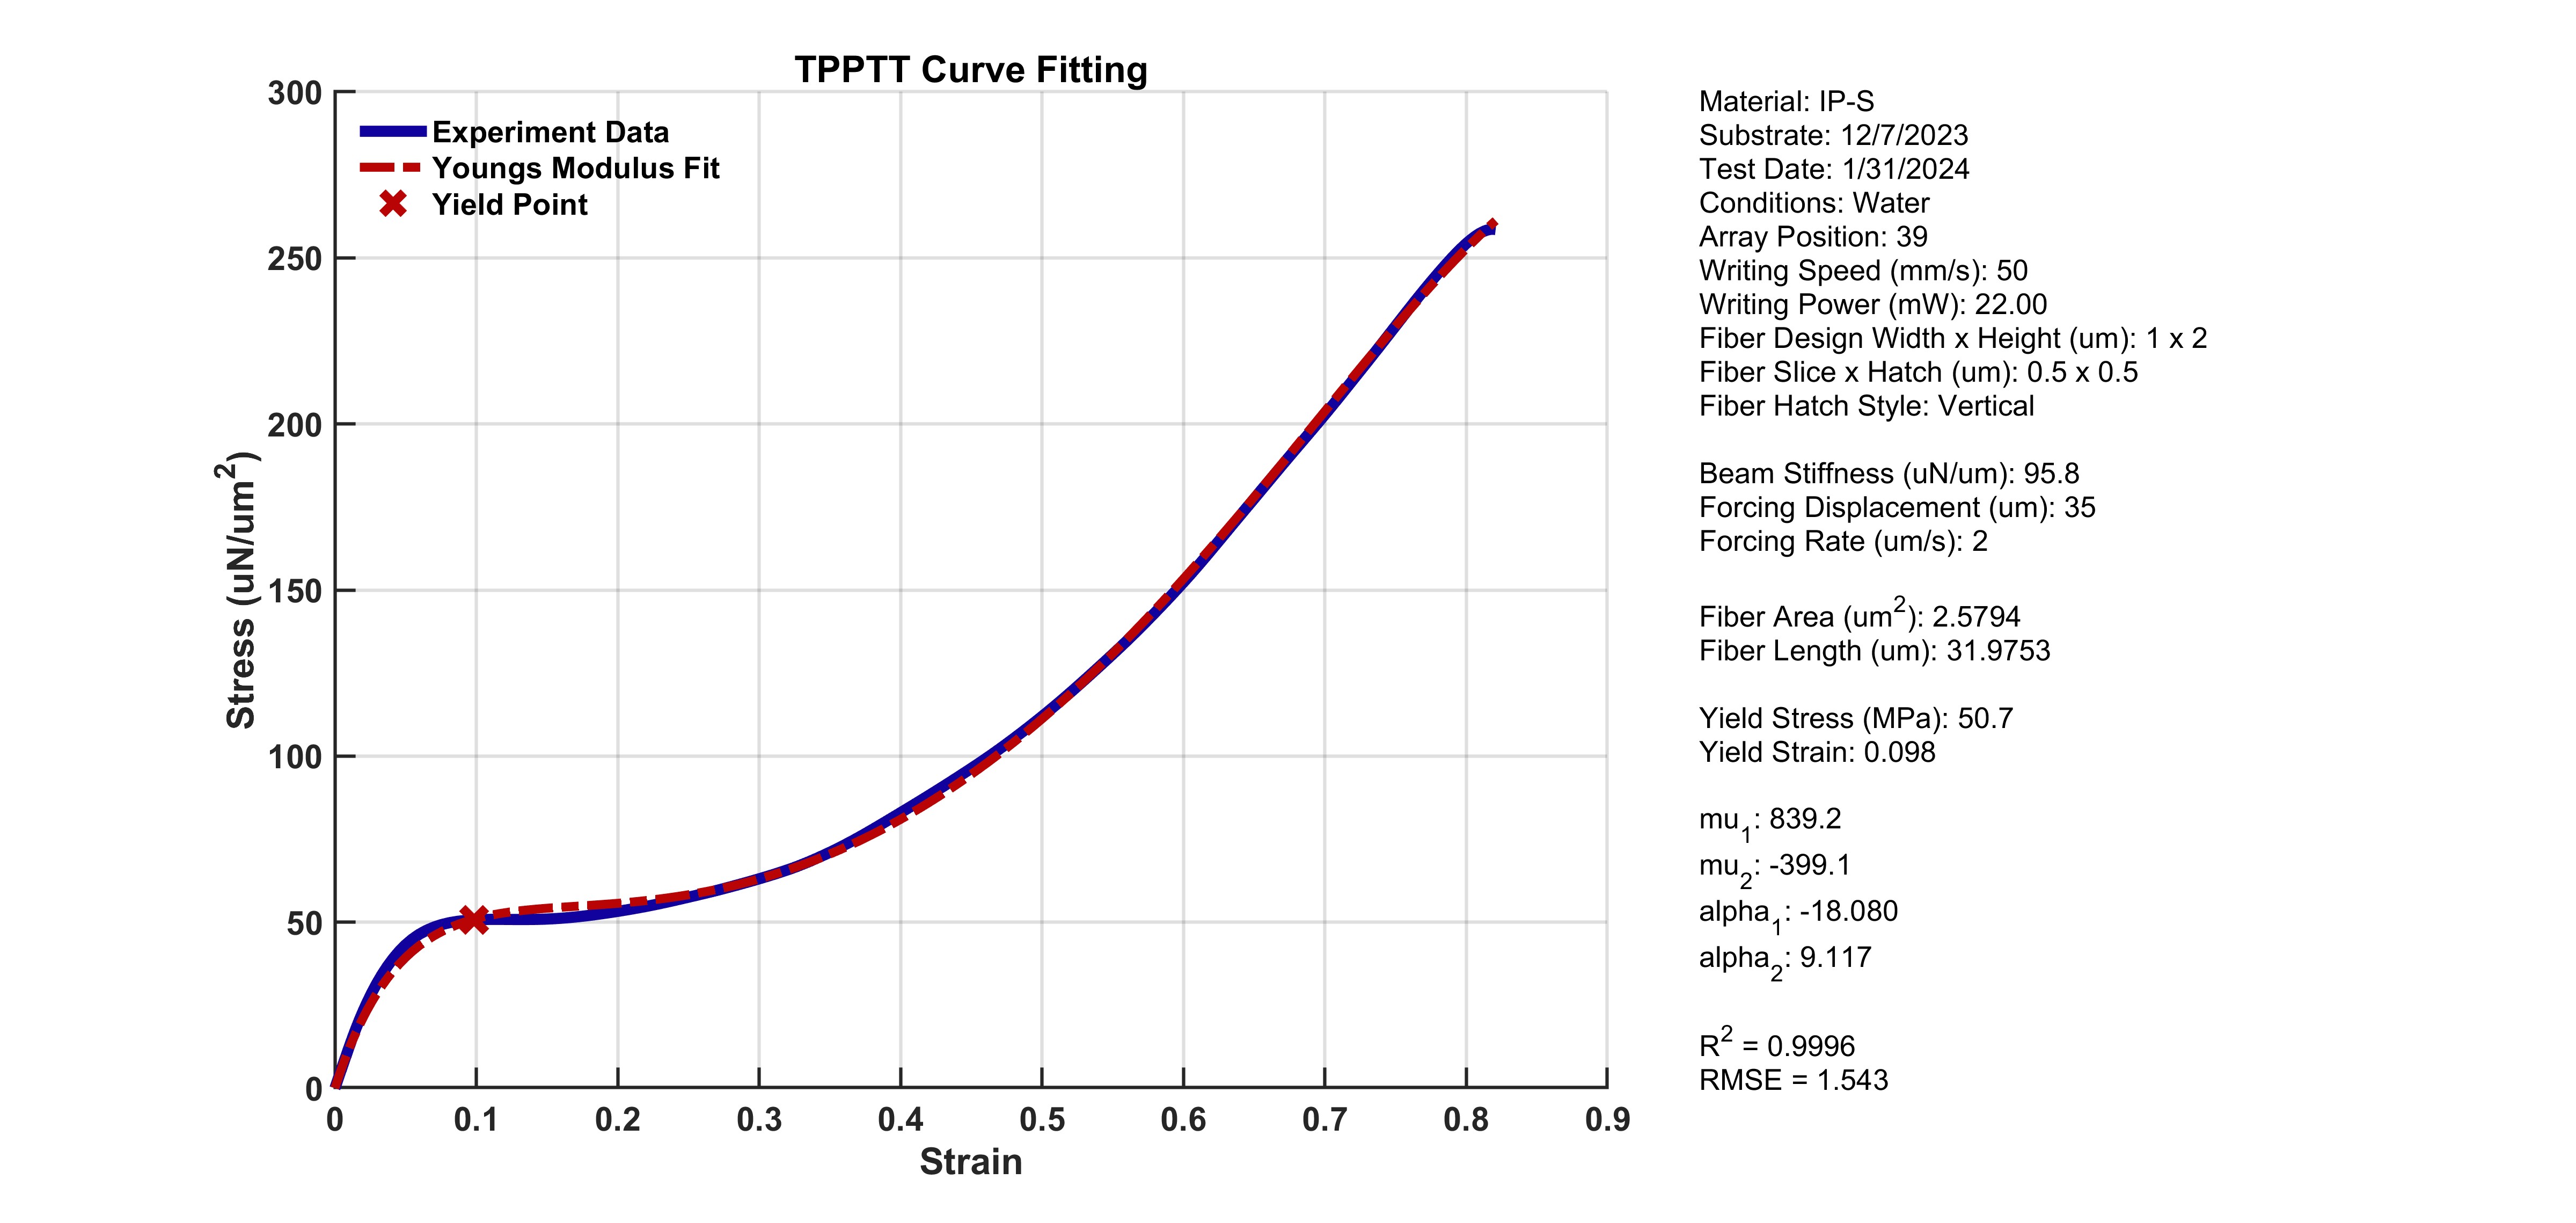 TPPTT Curve Fitting
300
250
200
150
100
50
0
Stress (uN/um²)
Experiment Data
Youngs Modulus Fit
Yield Point
0 0.1 0.2 0.3 0.4 0.5 0.6 0.7 0.8 0.9
Strain
Material: IP-S
Substrate: 12/7/2023
Test Date: 1/31/2024
Conditions: Water
Array Position: 39
Writing Speed (mm/s): 50
Writing Power (mW): 22.00
Fiber Design Width x Height (um): 1 x 2
Fiber Slice x Hatch (um): 0.5 x 0.5
Fiber Hatch Style: Vertical
Beam Stiffness (uN/um): 95.8
Forcing Displacement (um): 35
Forcing Rate (um/s): 2
Fiber Area (um²): 2.5794
Fiber Length (um): 31.9753
Yield Stress (MPa): 50.7
Yield Strain: 0.098
mu₁: 839.2
mu₂: -399.1
alpha₁: -18.080
alpha₂: 9.117
R² = 0.9996
RMSE = 1.543